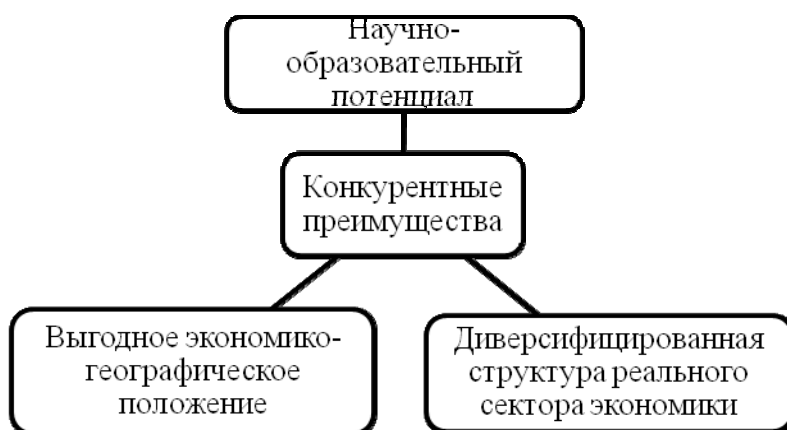 Научно-
образовательный
потенциал
Конкурентные
преимущества
Выгодное экономико-
географическое
положение
Диверсифицированная
структура реального
сектора экономики